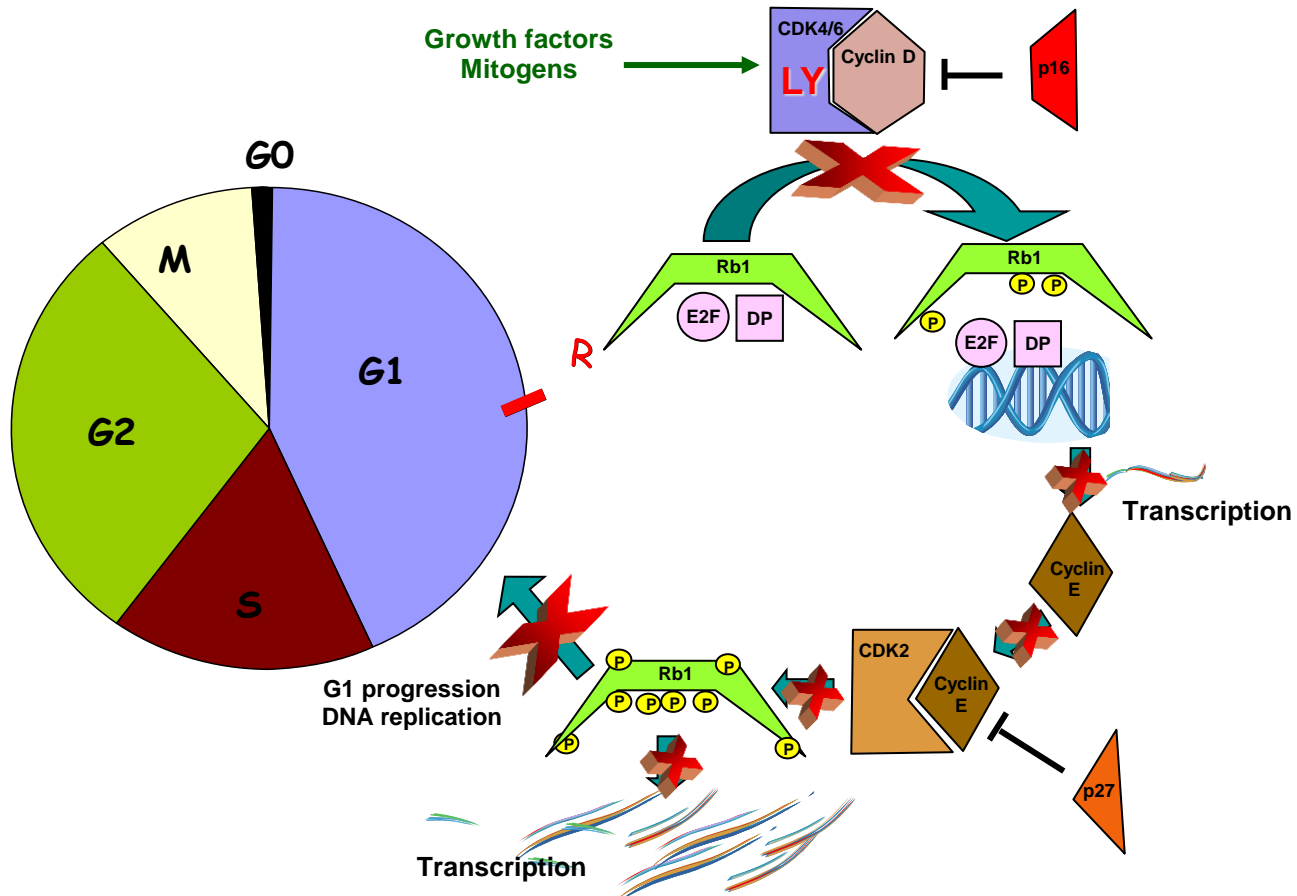 Growth factors
Mitogens
CDK4/6
LY
Cyclin D
p16
G0
M
G1
G2
S
R
Rb1
E2F
DP
Rb1
P
P
P
E2F
DP
Transcription
Cyclin
E
CDK2
Cyclin
E
p27
G1 progression
DNA replication
P
Rb1
P
P
P
P
P
P
P
Transcription